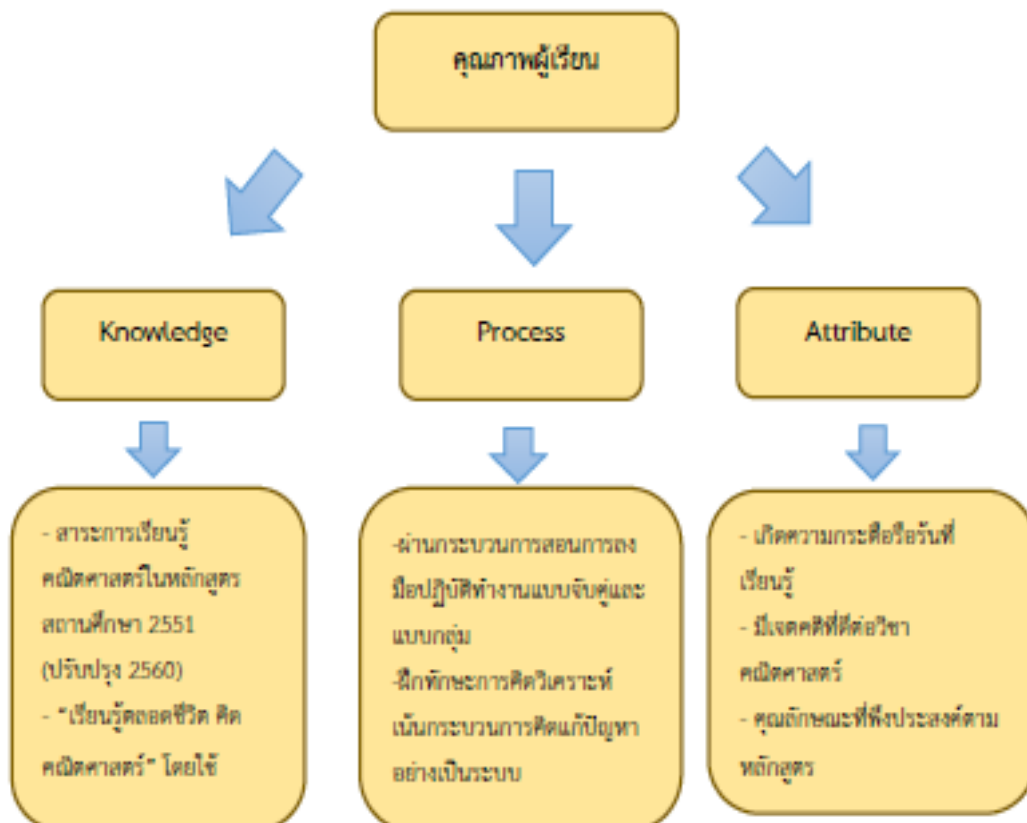 คุณภาพผู้เรียน
Knowledge
Process
Attribute
- สาระการเรียนรู้
คณิตศาสตร์ในหลักสูตร
สถานศึกษา 2551
(ปรับปรุง 2560)
- "เรียนรู้ตลอดชีวิต คิด
คณิตศาสตร์" โดยใช้
-ผ่านกระบวนการสอนการลง
มือปฏิบัติทำงานแบบจับคู่และ
แบบกลุ่ม
-ฝึกทักษะการคิดวิเคราะห์
เน้นกระบวนการคิดแก้ปัญหา
อย่างเป็นระบบ
- เกิดความกระตือรือร้นที่
เรียนรู้
- มีเจตคติที่ดีต่อวิชา
คณิตศาสตร์
- คุณลักษณะที่พึงประสงค์ตาม
หลักสูตร